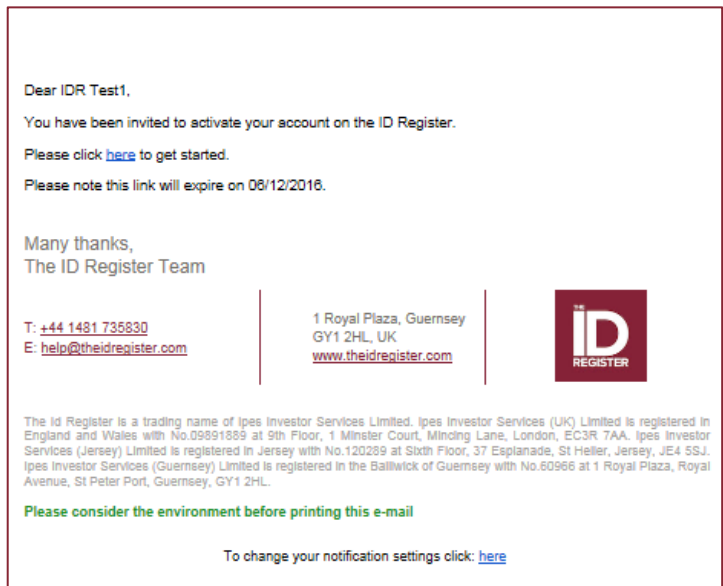 Dear IDR Test1,
You have been invited to activate your account on the ID Register.
Please click here to get started.
Please note this link will expire on 06/12/2016.
Many thanks,
The ID Register Team
T: +44 1481 735830
E: help@theidregister.com
1 Royal Plaza, Guernsey
GY1 2HL, UK
www.theidregister.com
THE
ID
REGISTER
The Id Register is a trading name of Ipes Investor Services Limited. Ipes Investor Services (UK) Limited is registered in
England and Wales with No.09891889 at 9th Floor, 1 Minster Court, Mincing Lane, London, EC3R 7AA. Ipes Investor
Services (Jersey) Limited is registered in Jersey with No.120289 at Sixth Floor, 37 Esplanade, St Helier, Jersey, JE4 5SJ.
Ipes Investor Services (Guernsey) Limited is registered in the Bailiwick of Guernsey with No.60966 at 1 Royal Plaza, Royal
Avenue, St Peter Port, Guernsey, GY1 2HL.
Please consider the environment before printing this e-mail
To change your notification settings click: here